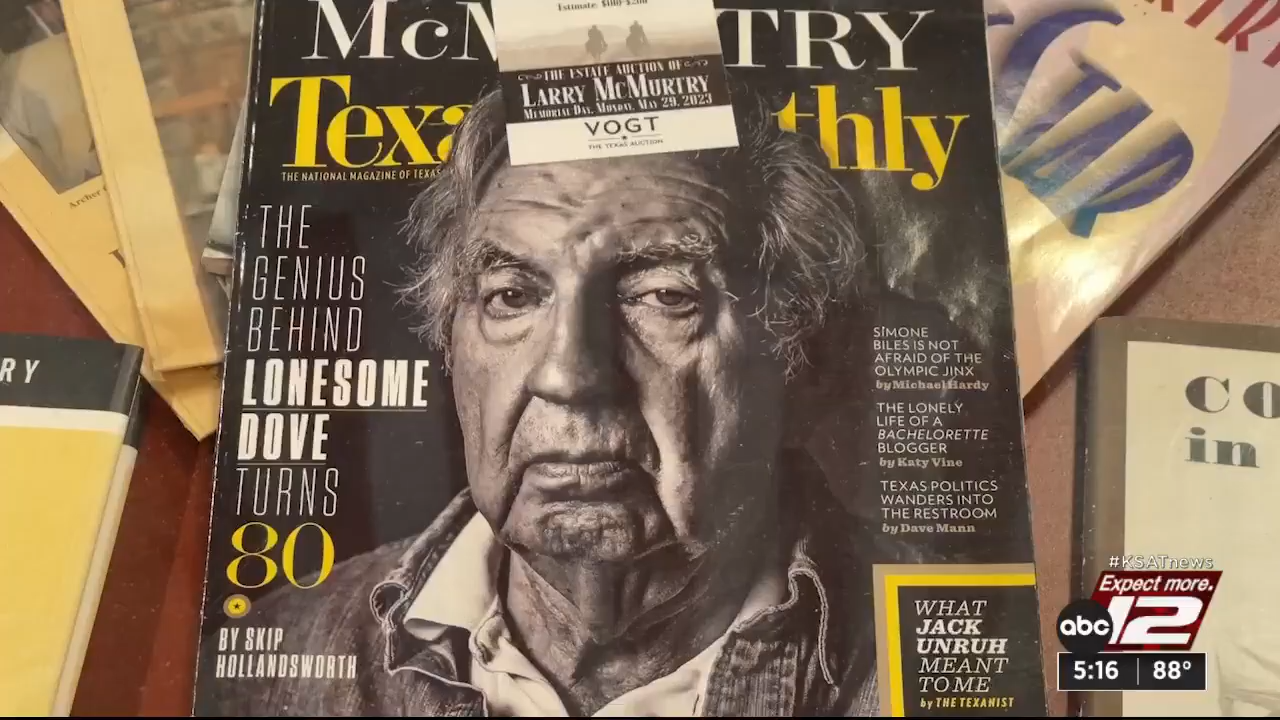 McM TRY
Estimate: $100-$200
THE ESTATE AUCTION OF
LARRY MCMURTRY
MEMORIAL DAY, MONDAY, MAY 29, 2023
VOGT
THE TEXAS AUCTION
Texa thly
THE NATIONAL MAGAZINE OF TEXAS
THE
GENIUS
BEHIND
LONESOME
DOVE
TURNS
80
BY SKIP
HOLLANDSWORTH
SIMONE
BILES IS NOT
AFRAID OF THE
OLYMPIC JINX
by Michael Hardy
THE LONELY
LIFE OF A
BACHELORETTE
BLOGGER
by Katy Vine
TEXAS POLITICS
WANDERS INTO
THE RESTROOM
by Dave Mann
WHAT
JACK
UNRUH
MEANT
TO ME
by THE TEXANIST
Archer
RY
CO
in
#KSATnews
Expect more.
abc 12
5:16 88°